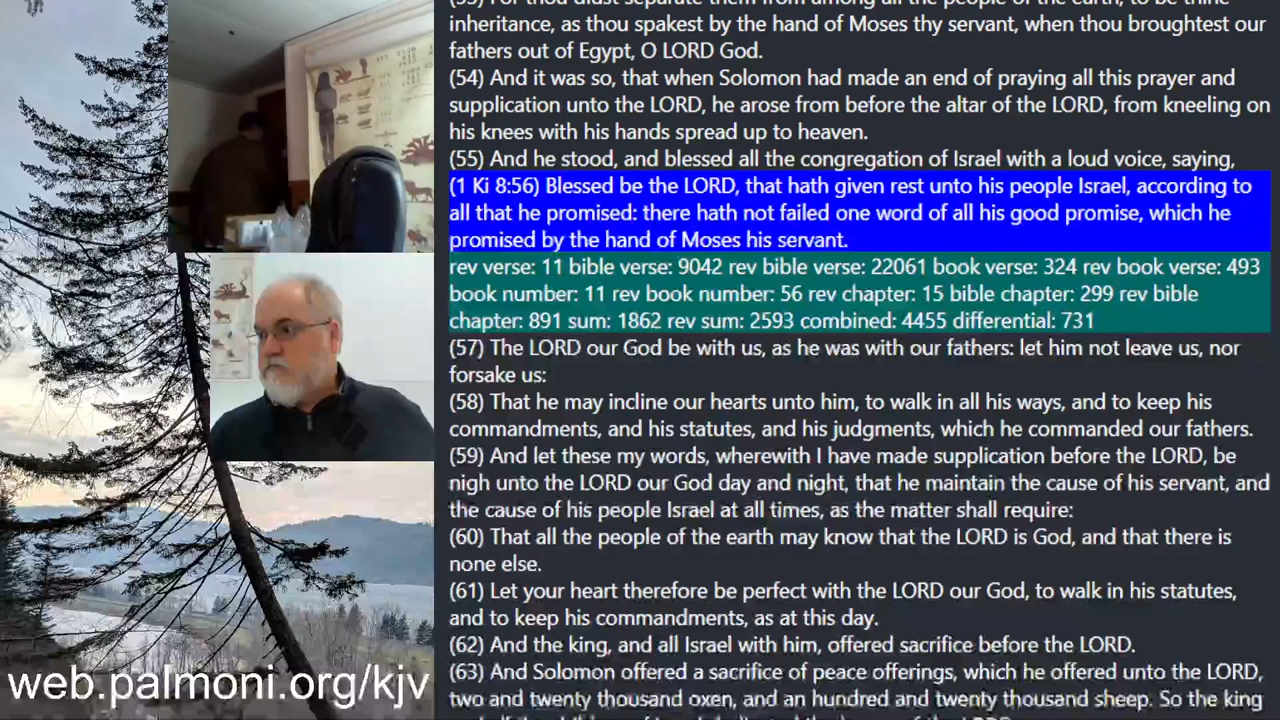 inheritance, as thou spakest by the hand of Moses thy servant, when thou broughtest our
fathers out of Egypt, O LORD God.
(54) And it was so, that when Solomon had made an end of praying all this prayer and
supplication unto the LORD, he arose from before the altar of the LORD, from kneeling on
his knees with his hands spread up to heaven.
(55) And he stood, and blessed all the congregation of Israel with a loud voice, saying,
(1 Ki 8:56) Blessed be the LORD, that hath given rest unto his people Israel, according to
all that he promised: there hath not failed one word of all his good promise, which he
promised by the hand of Moses his servant.
rev verse: 11 bible verse: 9042 rev bible verse: 22061 book verse: 324 rev book verse: 493
book number: 11 rev book number: 56 rev chapter: 15 bible chapter: 299 rev bible
chapter: 891 sum: 1862 rev sum: 2593 combined: 4455 differential: 731
(57) The LORD our God be with us, as he was with our fathers: let him not leave us, nor
forsake us:
(58) That he may incline our hearts unto him, to walk in all his ways, and to keep his
commandments, and his statutes, and his judgments, which he commanded our fathers.
(59) And let these my words, wherewith I have made supplication before the LORD, be
nigh unto the LORD our God day and night, that he maintain the cause of his servant, and
the cause of his people Israel at all times, as the matter shall require:
(60) That all the people of the earth may know that the LORD is God, and that there is
none else.
(61) Let your heart therefore be perfect with the LORD our God, to walk in his statutes,
and to keep his commandments, as at this day.
(62) And the king, and all Israel with him, offered sacrifice before the LORD.
(63) And Solomon offered a sacrifice of peace offerings, which he offered unto the LORD,
two and twenty thousand oxen, and an hundred and twenty thousand sheep. So the king
web.palmoni.org/kjv